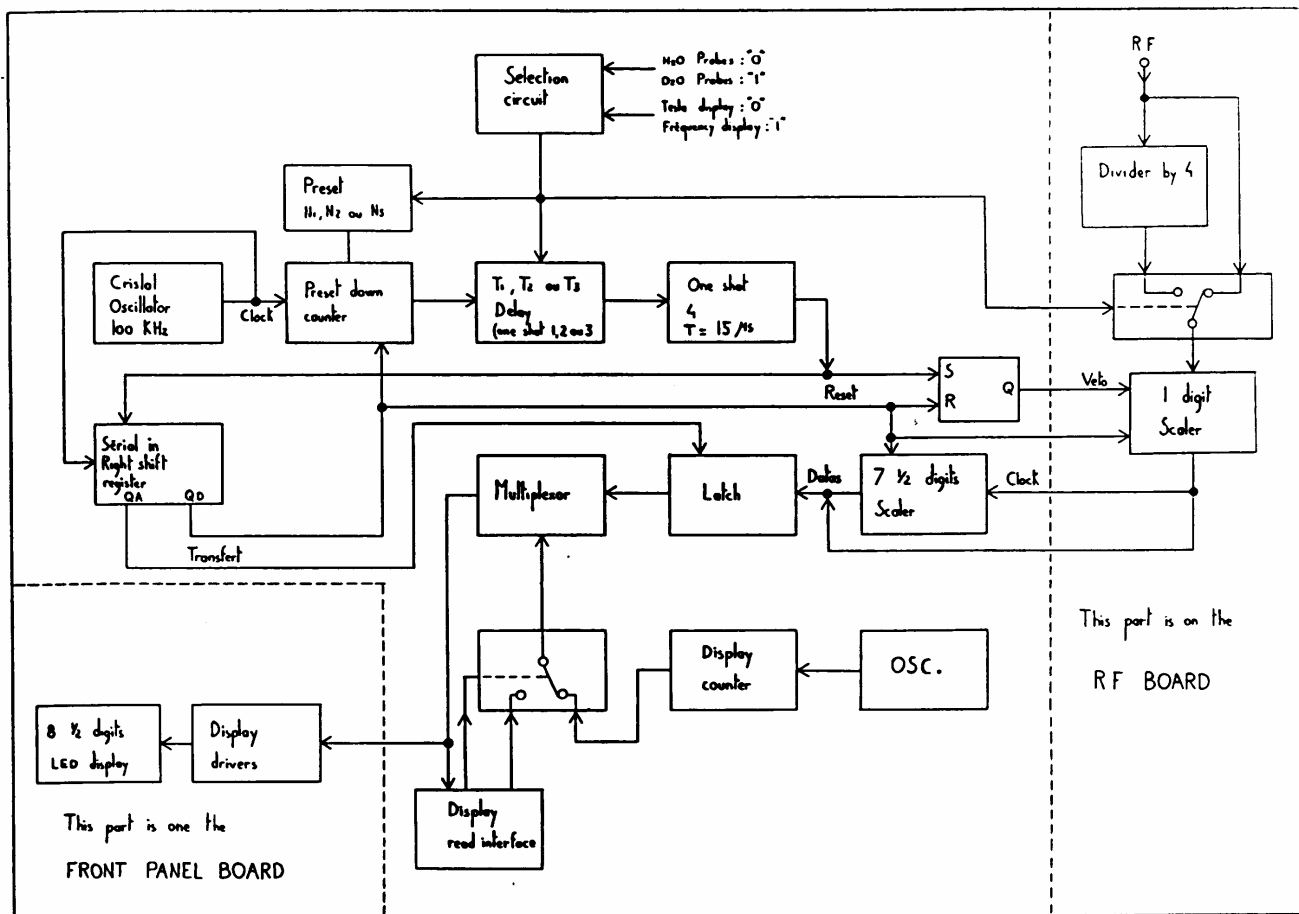 Selection
circuit
H2O Probes : "0"
D2O Probes : "1"
Tesla display : "0"
Fréquency display : "1"
RF
Divider by 4
Preset
N1, N2 ou N3
Cristal
Oscillator
100 KHz
Clock
Preset down
counter
T1, T2 ou T3
Delay
(one shot 1, 2 ou 3
One shot
4
T = 15 µs
Reset
S
R
Q
Veto
1 digit
Scaler
Sérial in
Right shift
register
QA
QD
Transfert
Multiplexor
Latch
Datas
7 1/2 digits
Scaler
Clock
This part is on the
RF BOARD
Display
counter
OSC.
8 1/2 digits
LED display
Display
drivers
Display
read interface
This part is one the
FRONT PANEL BOARD